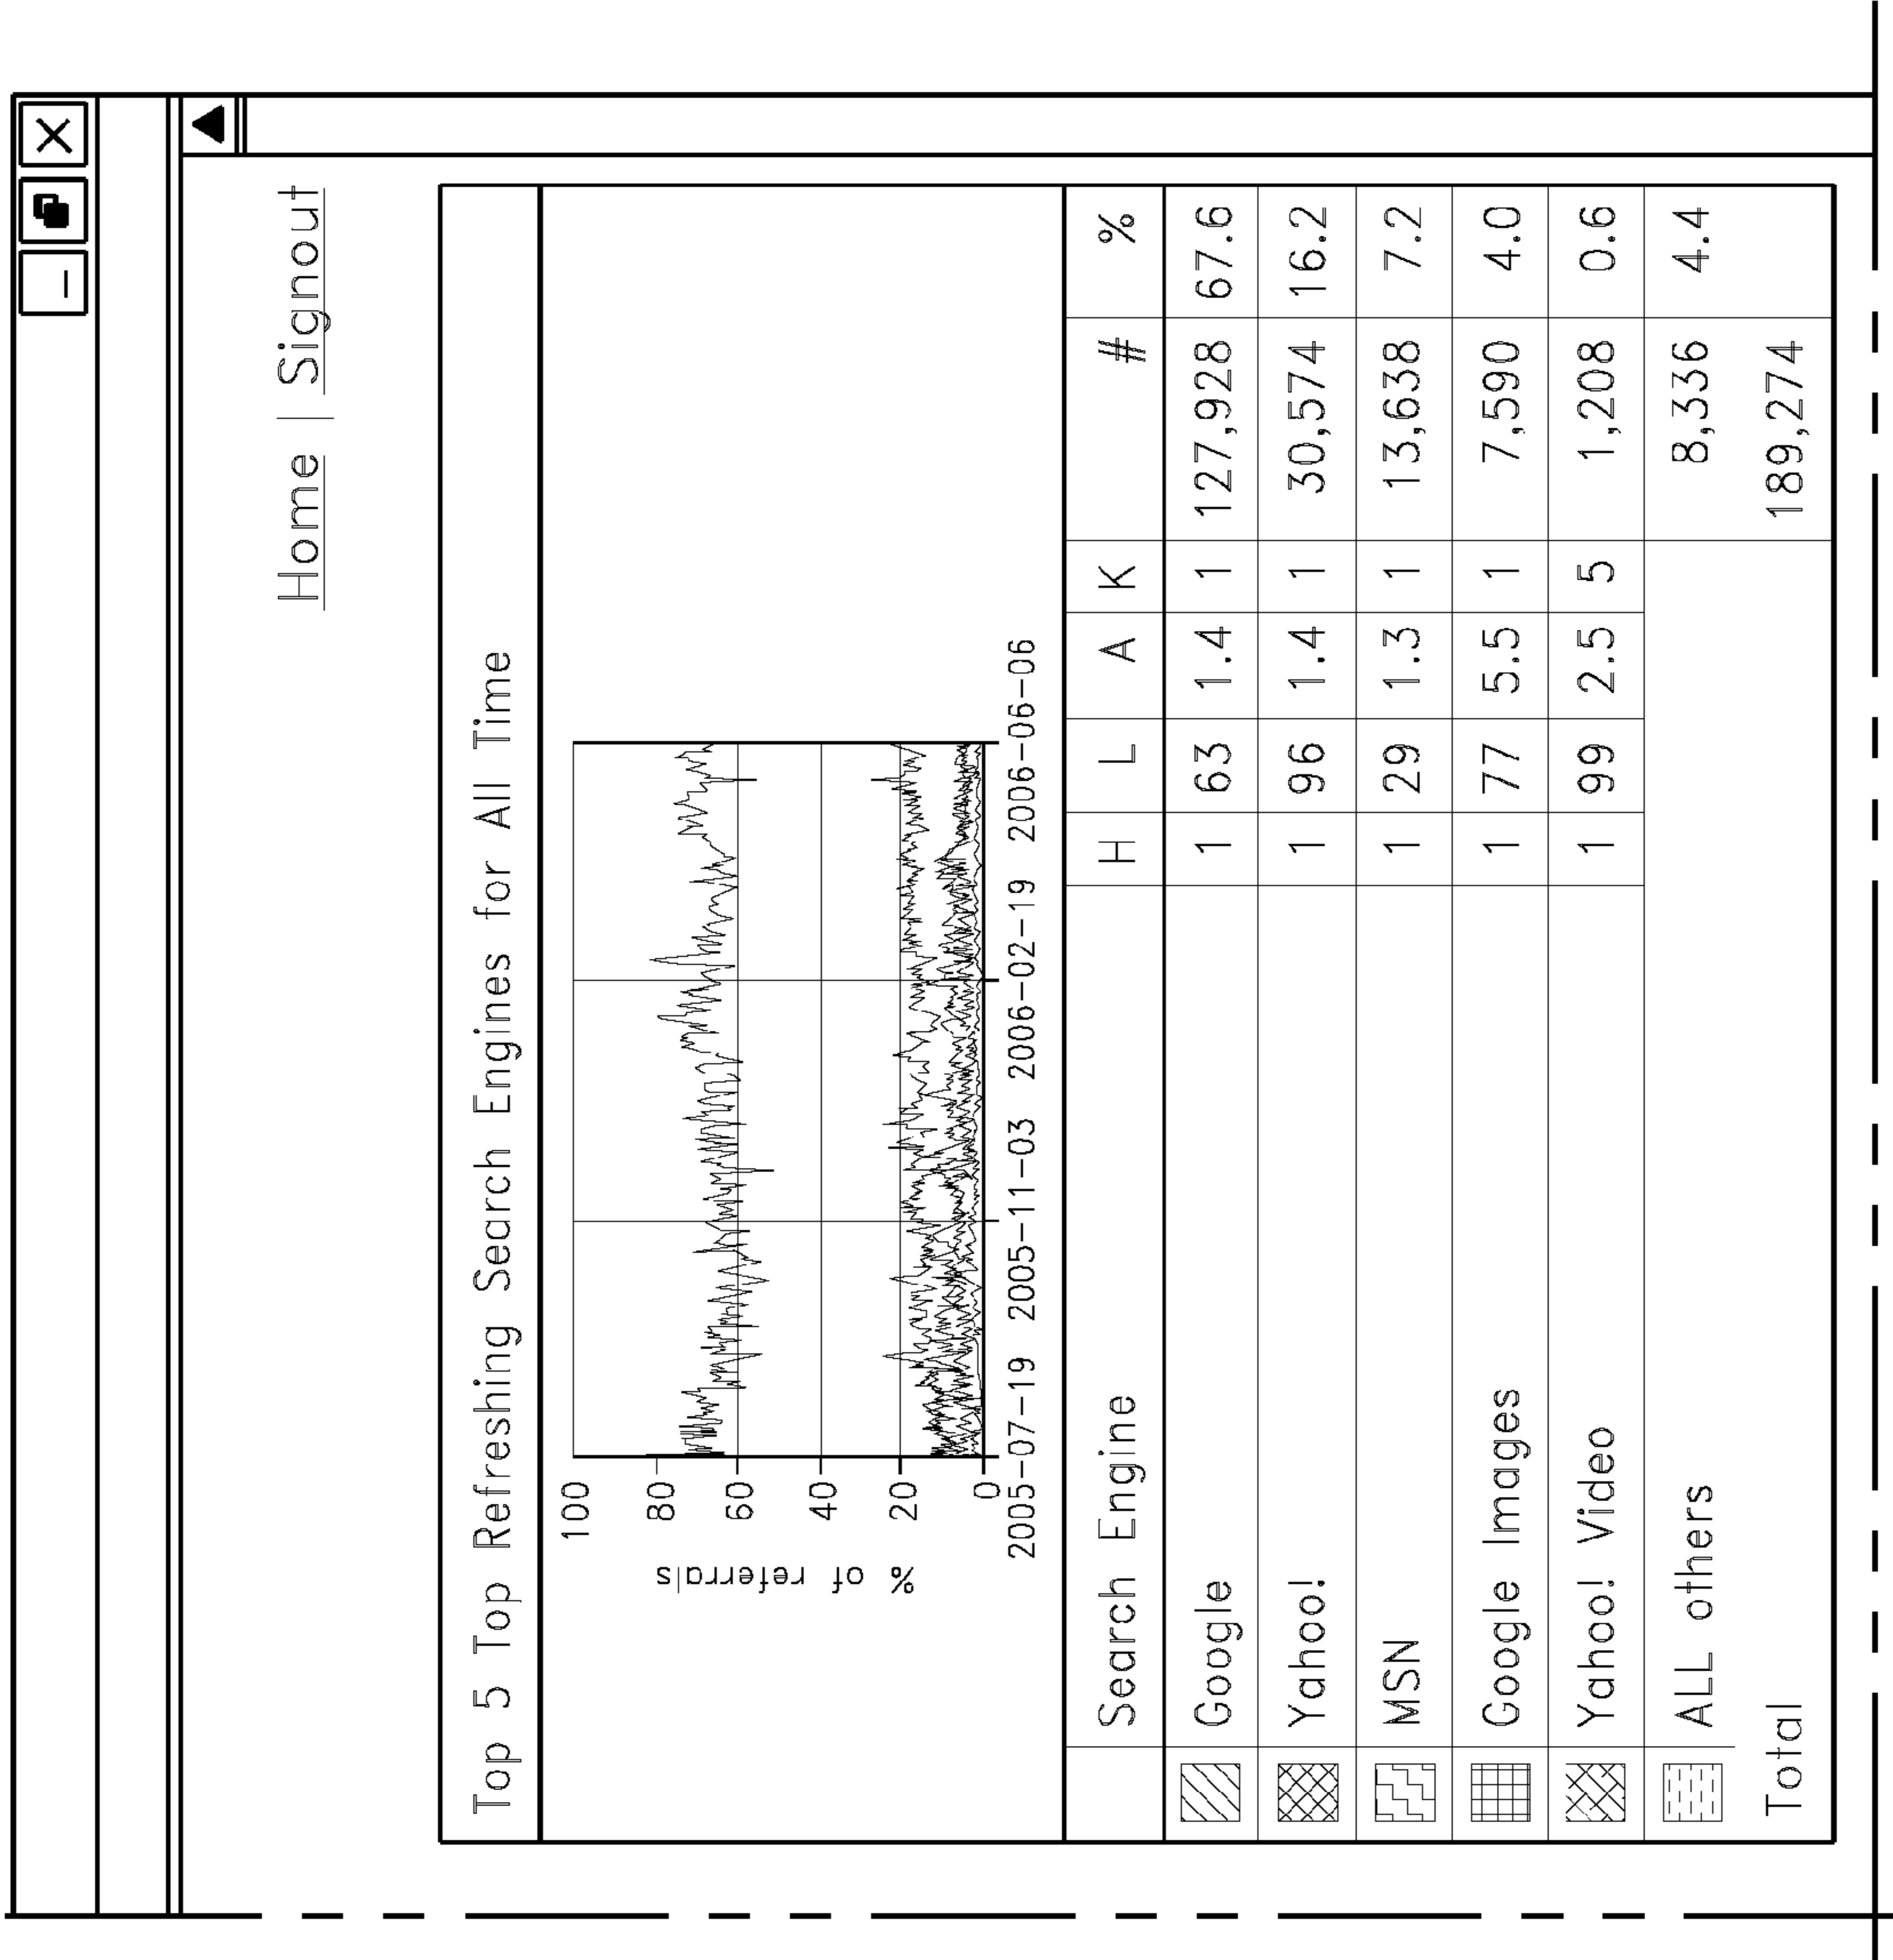 Home | Signout
Top 5 Top Refreshing Search Engines for All Time
100
80
60
40
20
0
% of referrals
2005-07-19 2005-11-03 2006-02-19 2006-06-06
Search Engine H L A K # %
Google 1 63 1.4 1 127,928 67.6
Yahoo! 1 96 1.4 1 30,574 16.2
MSN 1 29 1.3 1 13,638 7.2
Google Images 1 77 5.5 1 7,590 4.0
Yahoo! Video 1 99 2.5 5 1,208 0.6
ALL others 8,336 4.4
Total 189,274